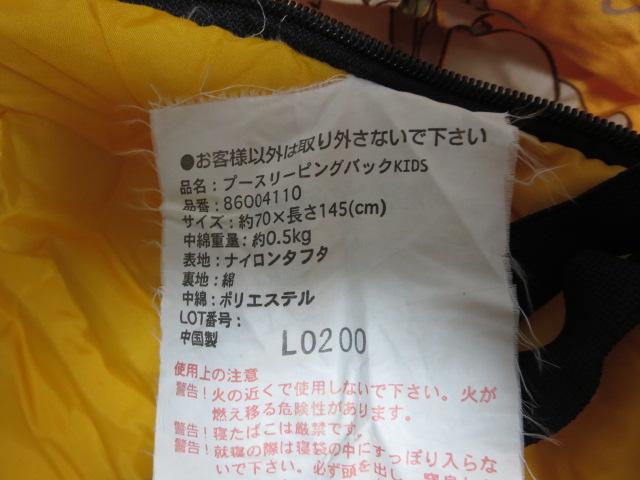 ●お客様以外は取り外さないで下さい
品名：プースリーピングバックKIDS
品番：86004110
サイズ：約70×長さ145(cm)
中綿重量：約0.5kg
表地：ナイロンタフタ
裏地：綿
中綿：ポリエステル
LOT番号：
中国製
L0200
使用上の注意
警告！火の近くで使用しないで下さい。火が
燃え移る危険性があります。
警告！寝たばこは厳禁です。
警告！就寝の際は寝袋の中にすっぽり入らな
いで下さい。必ず頭を出し、